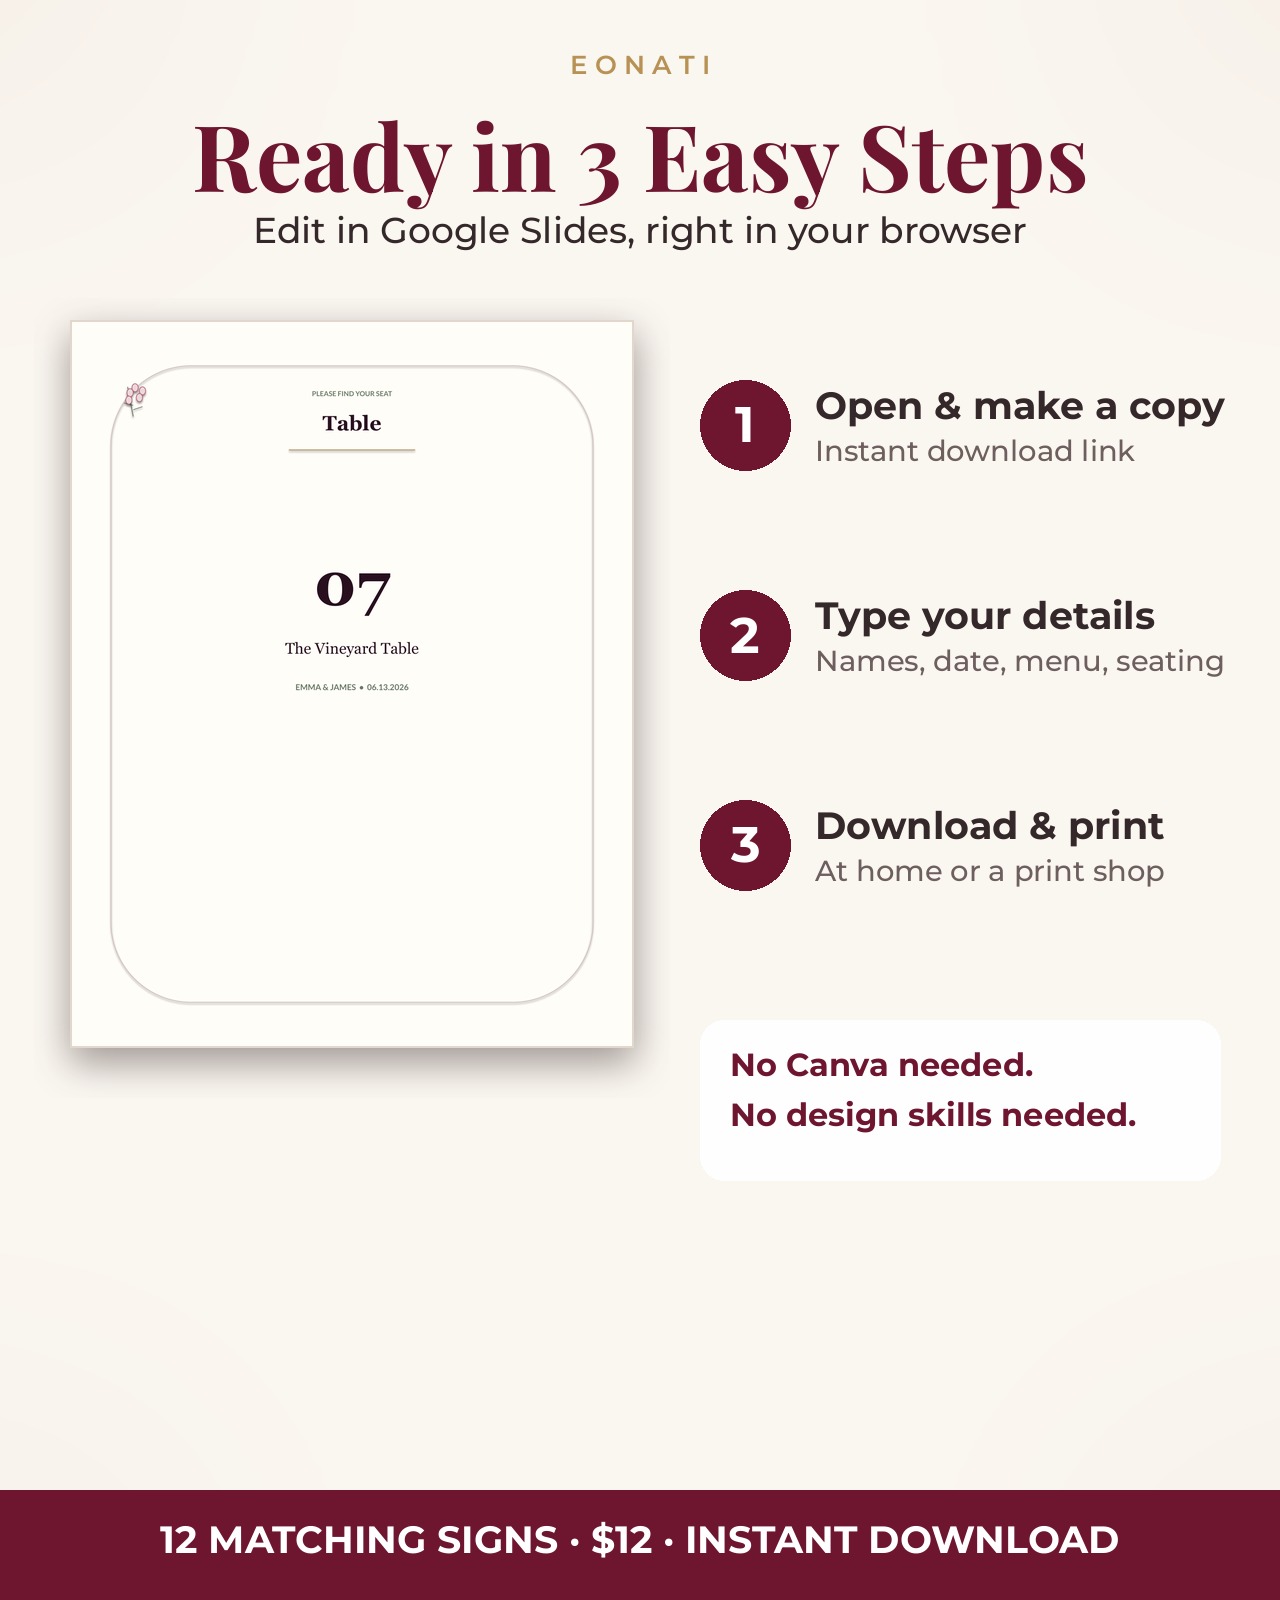 EONATI
Ready in 3 Easy Steps
Edit in Google Slides, right in your browser
PLEASE FIND YOUR SEAT
Table
07
The Vineyard Table
EMMA & JAMES • 06.13.2026
1
Open & make a copy
Instant download link
2
Type your details
Names, date, menu, seating
3
Download & print
At home or a print shop
No Canva needed.
No design skills needed.
12 MATCHING SIGNS · $12 · INSTANT DOWNLOAD